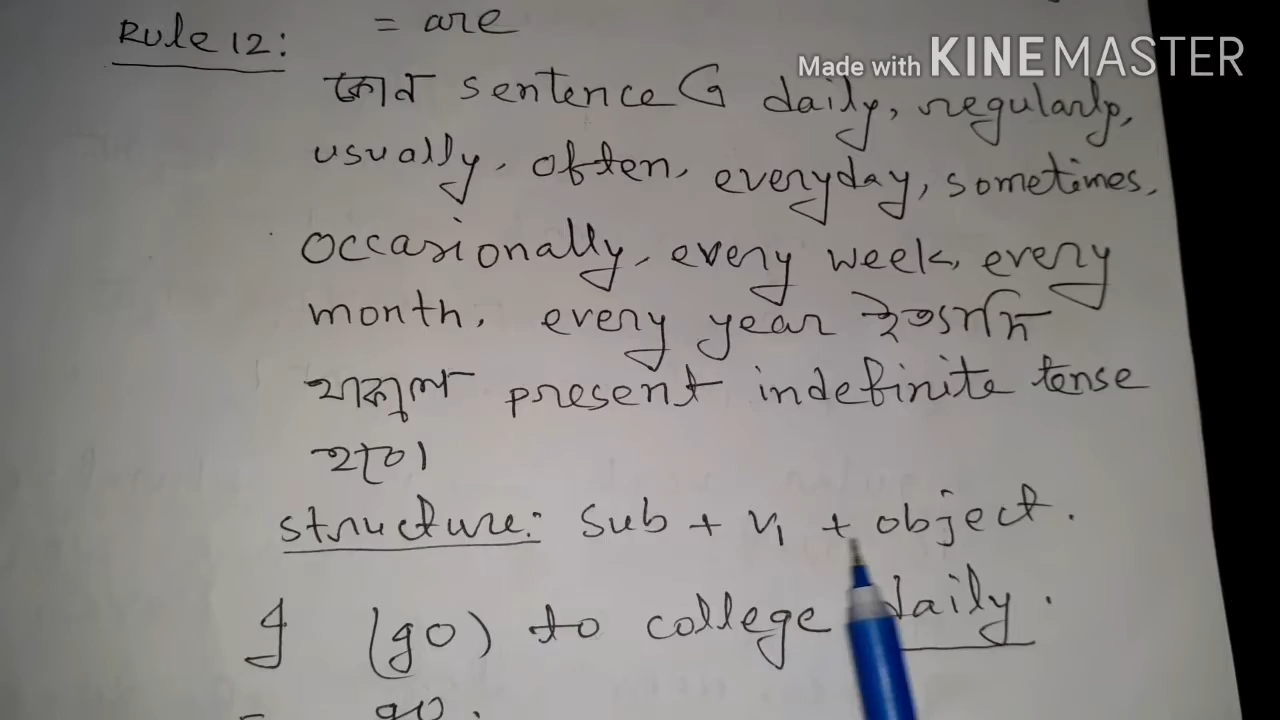 = are
Rule 12:
Made with KINEMASTER
কোন sentence এ daily, regularly,
usually, often, everyday, sometimes,
occasionally, every week, every
month, every year ইত্যাদি
থাকলে present indefinite tense
হবে।
structure: sub + v₁ + object.
I (go) to college daily.
= go.